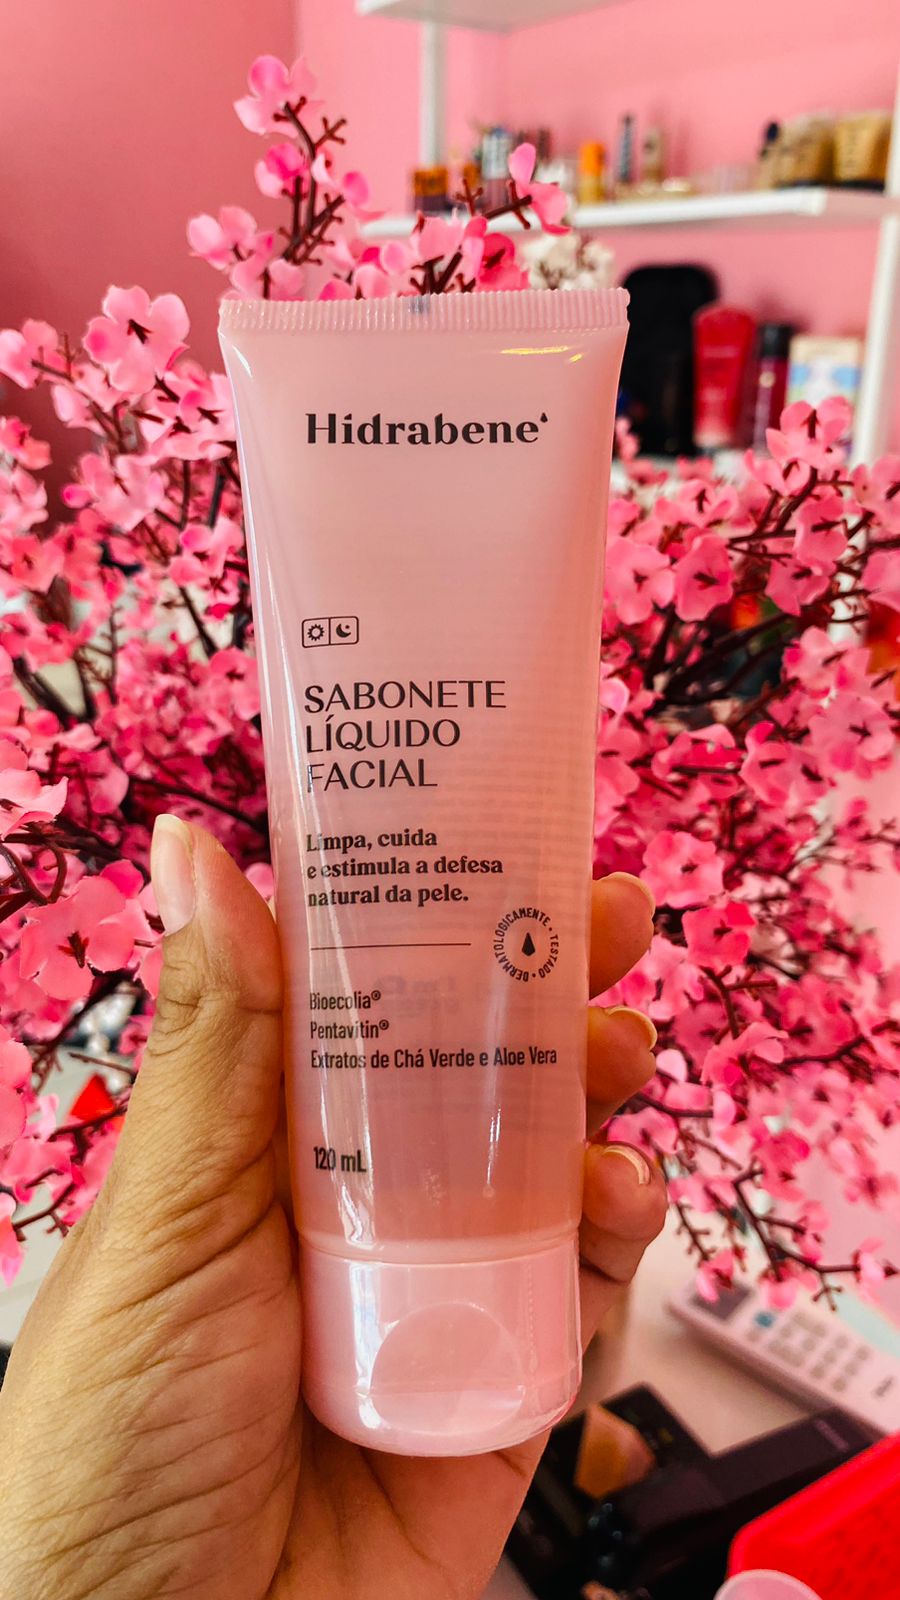 Hidrabene
SABONETE
LÍQUIDO
FACIAL
Limpa, cuida
e estimula a defesa
natural da pele.
DERMATOLOGICAMENTE • TESTADO •
Bioecolia®
Pentavitin®
Extratos de Chá Verde e Aloe Vera
120 mL